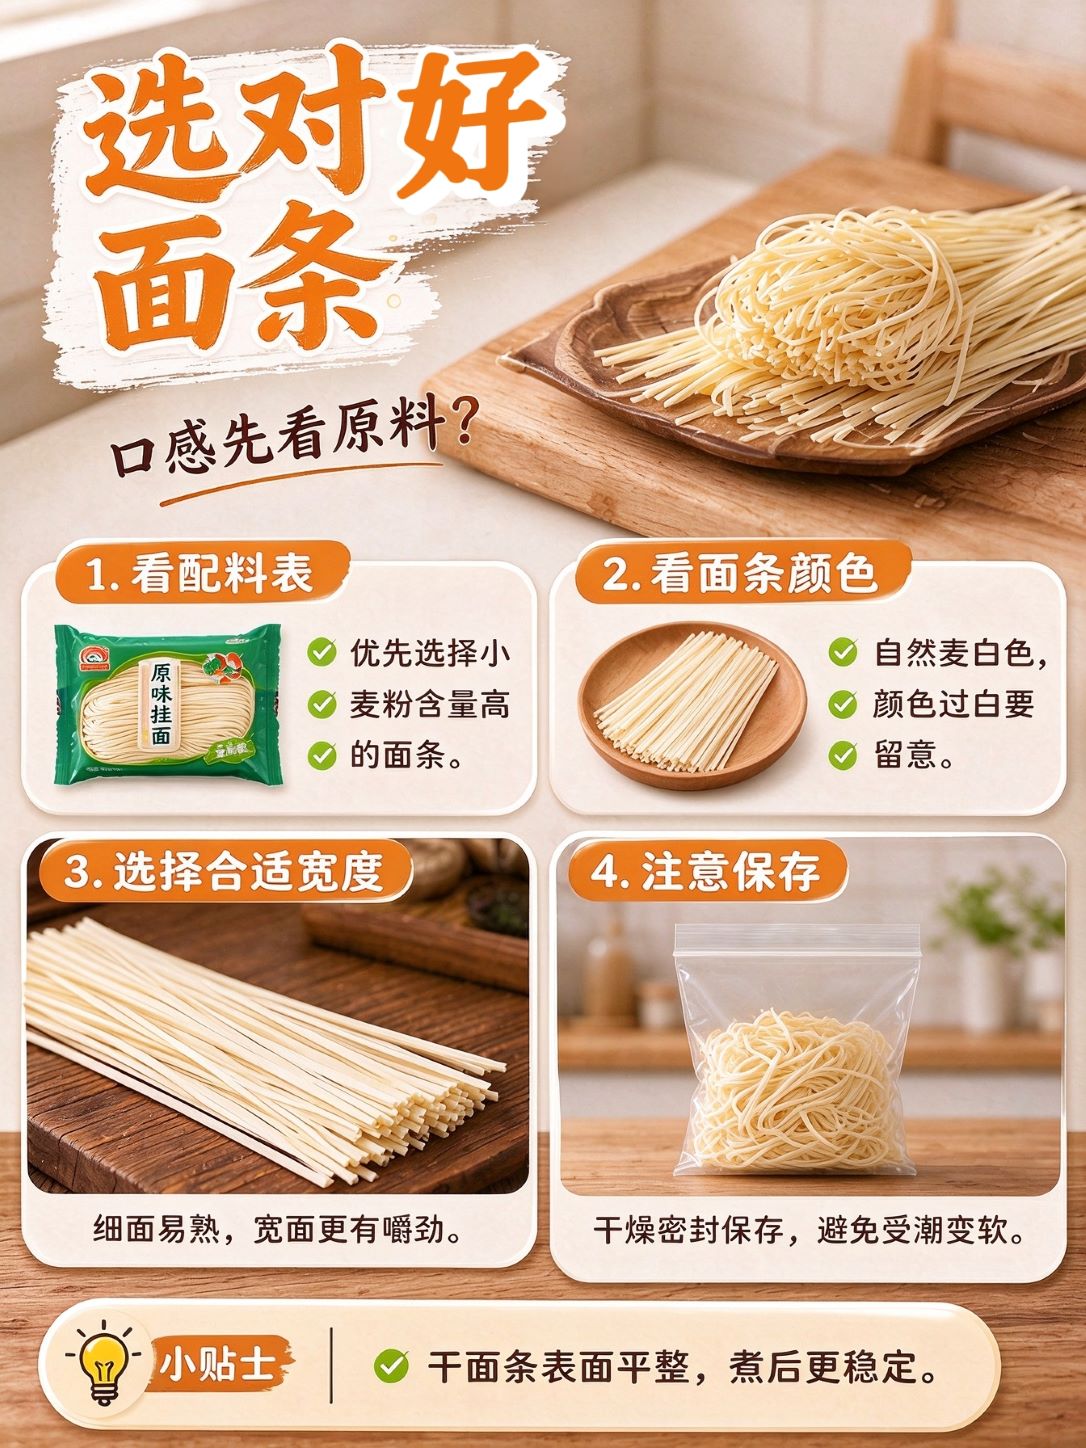 选对好
面条
口感先看原料?
1. 看配料表
原味挂面
优先选择小
麦粉含量高
的面条。
2. 看面条颜色
自然麦白色，
颜色过白要
留意。
3. 选择合适宽度
细面易熟，宽面更有嚼劲。
4. 注意保存
干燥密封保存，避免受潮变软。
小贴士
干面条表面平整，煮后更稳定。